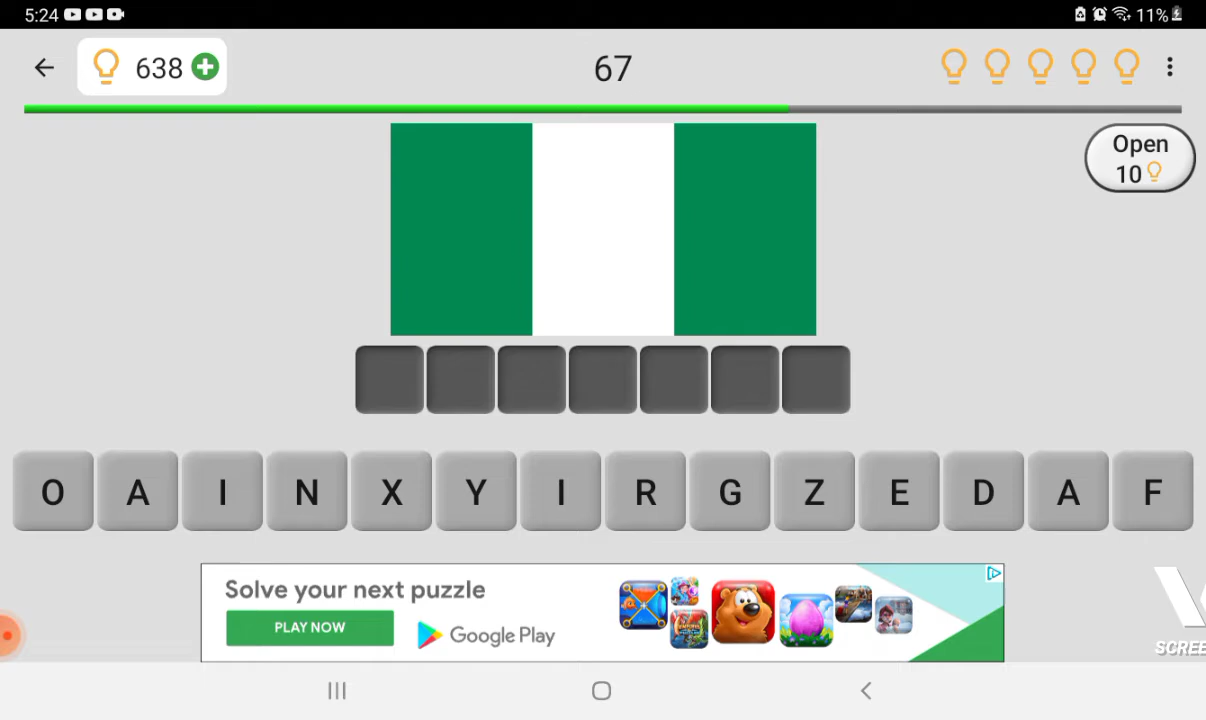 5:24 11%
638 67
Open
10
O A I N X Y I R G Z E D A F
Solve your next puzzle
PLAY NOW Google Play
SCREE